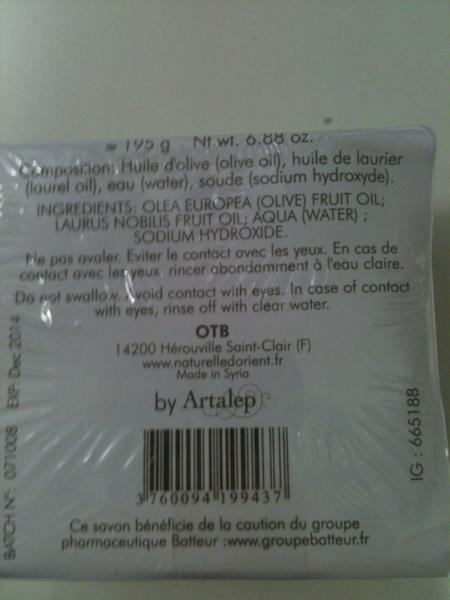 ≈ 195 g Nt.wt. 6.88 oz.
Composition: Huile d'olive (olive oil), huile de laurier
(laurel oil), eau (water), soude (sodium hydroxyde).
INGREDIENTS: OLEA EUROPEA (OLIVE) FRUIT OIL;
LAURUS NOBILIS FRUIT OIL; AQUA (WATER) ;
SODIUM HYDROXIDE.
Ne pas avaler. Eviter le contact avec les yeux. En cas de
contact avec les yeux, rincer abondamment à l'eau claire.
Do not swallow. Avoid contact with eyes. In case of contact
with eyes, rinse off with clear water.
OTB
14200 Hérouville Saint-Clair (F)
www.naturelledorient.fr
Made in Syria
by Artalep
3 760094 199437
Ce savon bénéficie de la caution du groupe
pharmaceutique Batteur :www.groupebatteur.fr
BATCH N°: 071008 EXP: Dec 2014
IG : 665188